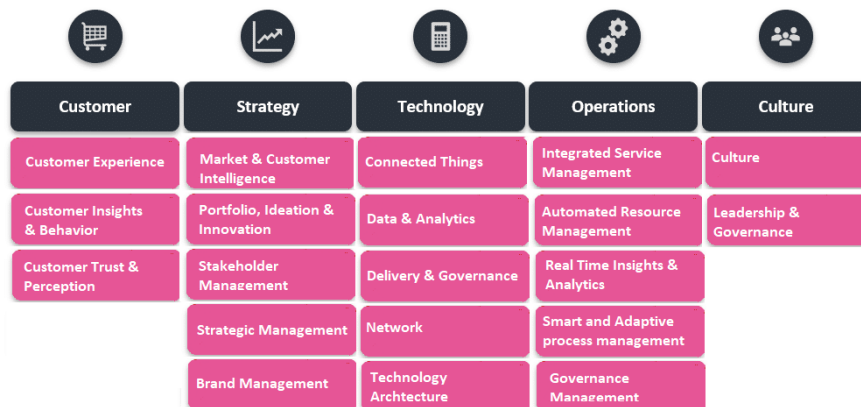 Customer
Strategy
Technology
Operations
Culture
Customer Experience
Market & Customer
Intelligence
Connected Things
Integrated Service
Management
Culture
Customer Insights
& Behavior
Portfolio, Ideation &
Innovation
Data & Analytics
Automated Resource
Management
Leadership &
Governance
Customer Trust &
Perception
Stakeholder
Management
Delivery & Governance
Real Time Insights &
Analytics
Strategic Management
Network
Smart and Adaptive
process management
Brand Management
Technology
Archtecture
Governance
Management